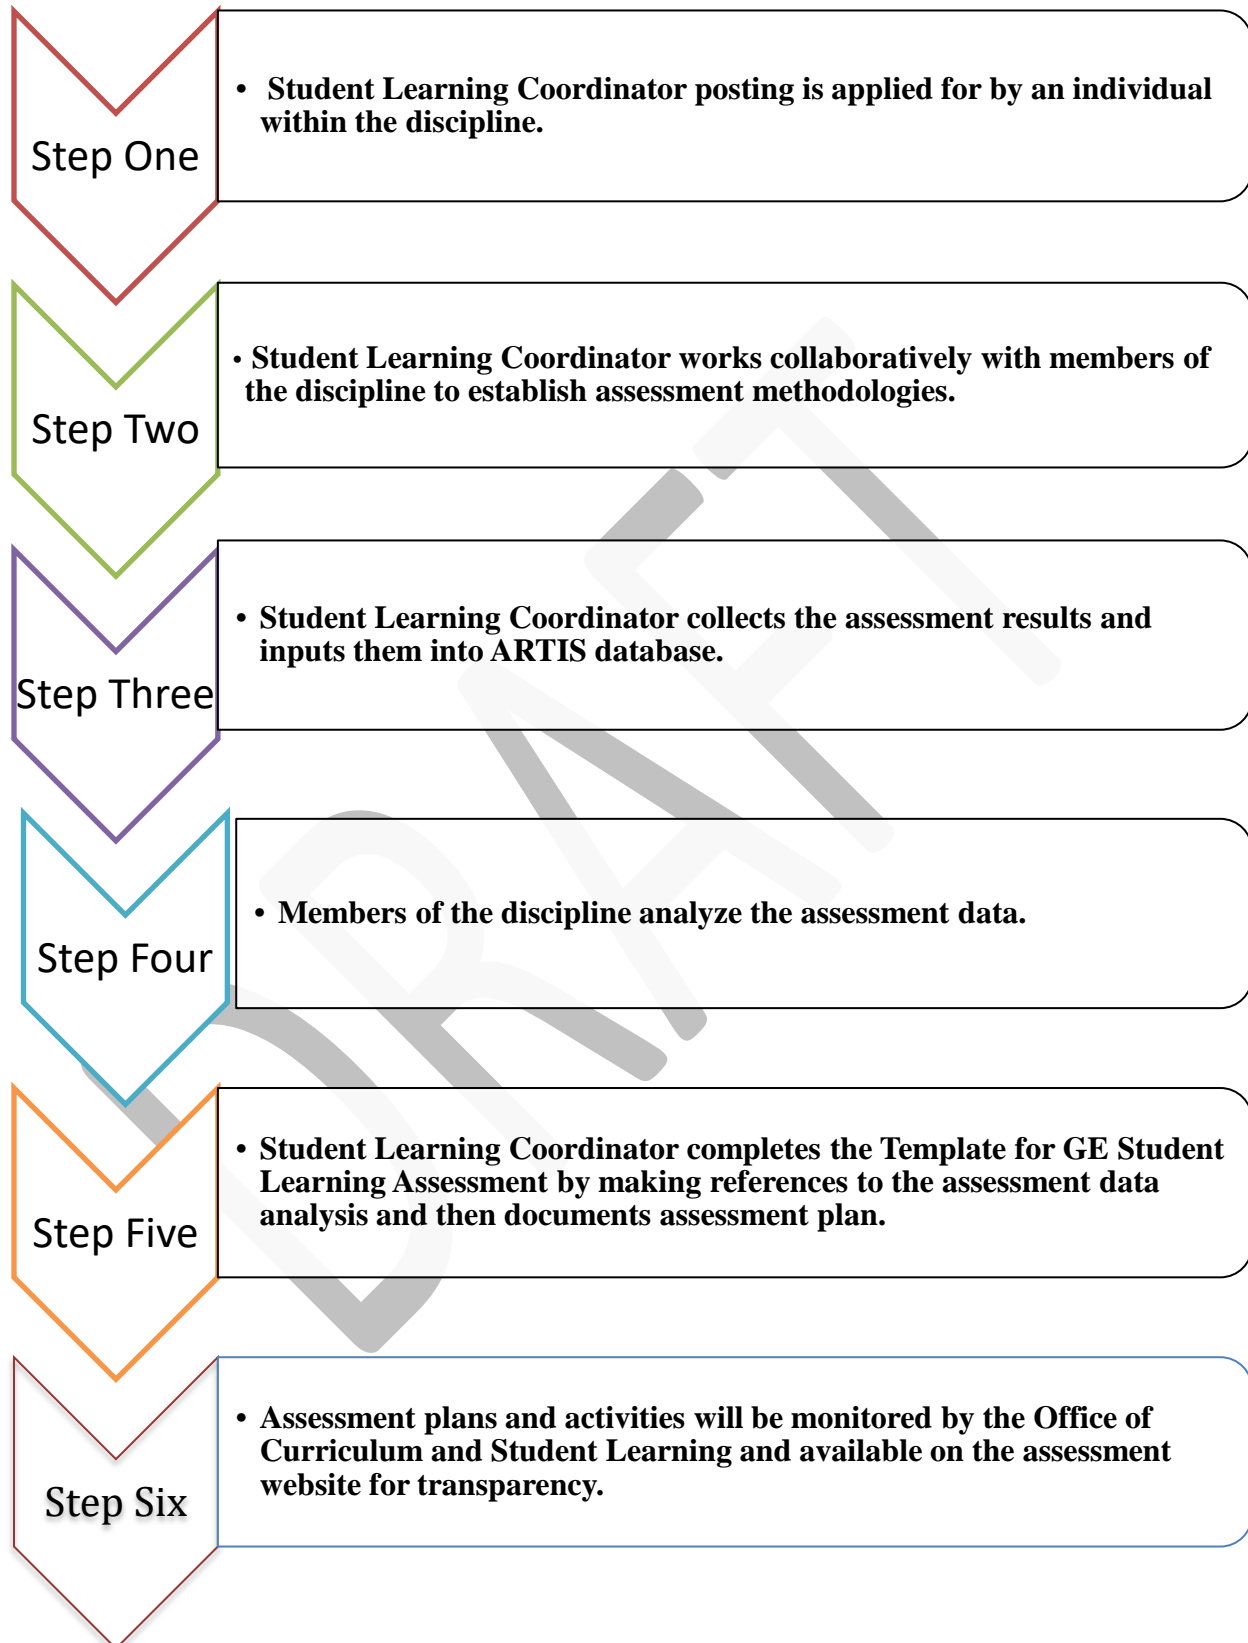 Step One
• Student Learning Coordinator posting is applied for by an individual
within the discipline.
Step Two
• Student Learning Coordinator works collaboratively with members of
the discipline to establish assessment methodologies.
Step Three
• Student Learning Coordinator collects the assessment results and
inputs them into ARTIS database.
Step Four
• Members of the discipline analyze the assessment data.
Step Five
• Student Learning Coordinator completes the Template for GE Student
Learning Assessment by making references to the assessment data
analysis and then documents assessment plan.
Step Six
• Assessment plans and activities will be monitored by the Office of
Curriculum and Student Learning and available on the assessment
website for transparency.
DRAFT